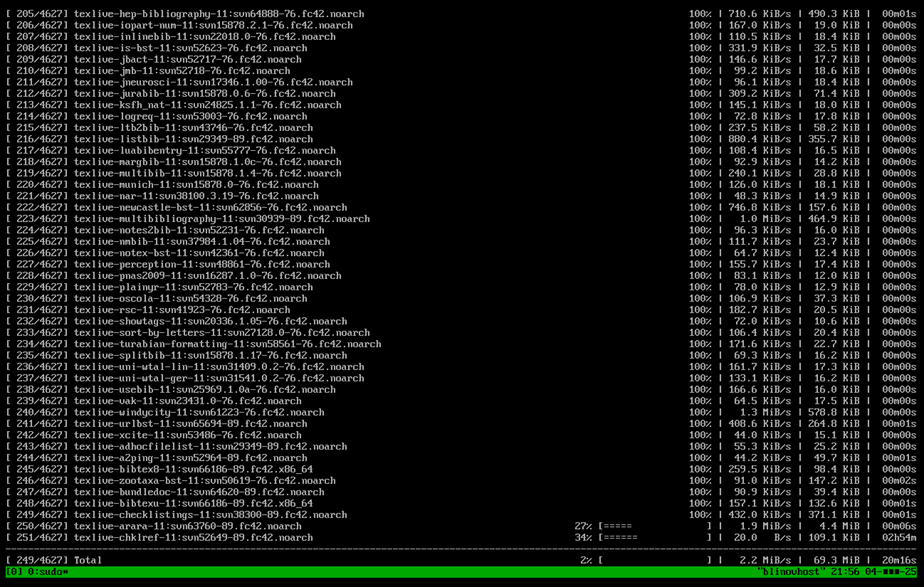 [ 205/4627] texlive-hep-bibliography-11:svn64888-76.fc42.noarch 100% | 710.6 KiB/s | 490.3 KiB | 00m01s
[ 206/4627] texlive-iopart-num-11:svn15878.2.1-76.fc42.noarch 100% | 167.0 KiB/s | 19.0 KiB | 00m00s
[ 207/4627] texlive-inlinebib-11:svn22018.0-76.fc42.noarch 100% | 110.5 KiB/s | 18.4 KiB | 00m00s
[ 208/4627] texlive-is-bst-11:svn52623-76.fc42.noarch 100% | 331.9 KiB/s | 32.5 KiB | 00m00s
[ 209/4627] texlive-jbact-11:svn52717-76.fc42.noarch 100% | 146.6 KiB/s | 17.7 KiB | 00m00s
[ 210/4627] texlive-jmb-11:svn52718-76.fc42.noarch 100% | 99.2 KiB/s | 18.6 KiB | 00m00s
[ 211/4627] texlive-jneurosci-11:svn17346.1.00-76.fc42.noarch 100% | 96.1 KiB/s | 18.4 KiB | 00m00s
[ 212/4627] texlive-jurabib-11:svn15878.0.6-76.fc42.noarch 100% | 309.2 KiB/s | 71.4 KiB | 00m00s
[ 213/4627] texlive-ksfh_nat-11:svn24825.1.1-76.fc42.noarch 100% | 145.1 KiB/s | 18.0 KiB | 00m00s
[ 214/4627] texlive-logreq-11:svn53003-76.fc42.noarch 100% | 72.8 KiB/s | 17.8 KiB | 00m00s
[ 215/4627] texlive-ltb2bib-11:svn43746-76.fc42.noarch 100% | 237.5 KiB/s | 58.2 KiB | 00m00s
[ 216/4627] texlive-listbib-11:svn29349-89.fc42.noarch 100% | 880.4 KiB/s | 355.7 KiB | 00m00s
[ 217/4627] texlive-luabibentry-11:svn55777-76.fc42.noarch 100% | 108.4 KiB/s | 16.5 KiB | 00m00s
[ 218/4627] texlive-margbib-11:svn15878.1.0c-76.fc42.noarch 100% | 92.9 KiB/s | 14.2 KiB | 00m00s
[ 219/4627] texlive-multibib-11:svn15878.1.4-76.fc42.noarch 100% | 240.1 KiB/s | 28.8 KiB | 00m00s
[ 220/4627] texlive-munich-11:svn15878.0-76.fc42.noarch 100% | 126.0 KiB/s | 18.1 KiB | 00m00s
[ 221/4627] texlive-nar-11:svn38100.3.19-76.fc42.noarch 100% | 48.3 KiB/s | 14.9 KiB | 00m00s
[ 222/4627] texlive-newcastle-bst-11:svn62856-76.fc42.noarch 100% | 746.8 KiB/s | 157.6 KiB | 00m00s
[ 223/4627] texlive-multibibliography-11:svn30939-89.fc42.noarch 100% | 1.0 MiB/s | 464.9 KiB | 00m00s
[ 224/4627] texlive-notes2bib-11:svn52231-76.fc42.noarch 100% | 96.3 KiB/s | 16.0 KiB | 00m00s
[ 225/4627] texlive-nmbib-11:svn37984.1.04-76.fc42.noarch 100% | 111.7 KiB/s | 23.7 KiB | 00m00s
[ 226/4627] texlive-notex-bst-11:svn42361-76.fc42.noarch 100% | 64.7 KiB/s | 12.4 KiB | 00m00s
[ 227/4627] texlive-perception-11:svn48861-76.fc42.noarch 100% | 155.7 KiB/s | 17.4 KiB | 00m00s
[ 228/4627] texlive-pnas2009-11:svn16287.1.0-76.fc42.noarch 100% | 83.1 KiB/s | 12.0 KiB | 00m00s
[ 229/4627] texlive-plainyr-11:svn52783-76.fc42.noarch 100% | 78.0 KiB/s | 12.9 KiB | 00m00s
[ 230/4627] texlive-oscola-11:svn54328-76.fc42.noarch 100% | 106.9 KiB/s | 37.3 KiB | 00m00s
[ 231/4627] texlive-rsc-11:svn41923-76.fc42.noarch 100% | 182.7 KiB/s | 20.5 KiB | 00m00s
[ 232/4627] texlive-showtags-11:svn20336.1.05-76.fc42.noarch 100% | 72.0 KiB/s | 10.6 KiB | 00m00s
[ 233/4627] texlive-sort-by-letters-11:svn27128.0-76.fc42.noarch 100% | 106.4 KiB/s | 20.4 KiB | 00m00s
[ 234/4627] texlive-turabian-formatting-11:svn58561-76.fc42.noarch 100% | 171.6 KiB/s | 22.7 KiB | 00m00s
[ 235/4627] texlive-splitbib-11:svn15878.1.17-76.fc42.noarch 100% | 69.3 KiB/s | 16.2 KiB | 00m00s
[ 236/4627] texlive-uni-wtal-lin-11:svn31409.0.2-76.fc42.noarch 100% | 161.7 KiB/s | 17.3 KiB | 00m00s
[ 237/4627] texlive-uni-wtal-ger-11:svn31541.0.2-76.fc42.noarch 100% | 133.1 KiB/s | 16.2 KiB | 00m00s
[ 238/4627] texlive-usebib-11:svn25969.1.0a-76.fc42.noarch 100% | 166.6 KiB/s | 16.0 KiB | 00m00s
[ 239/4627] texlive-vak-11:svn23431.0-76.fc42.noarch 100% | 64.5 KiB/s | 17.5 KiB | 00m00s
[ 240/4627] texlive-windycity-11:svn61223-76.fc42.noarch 100% | 1.3 MiB/s | 578.8 KiB | 00m00s
[ 241/4627] texlive-urlbst-11:svn65694-89.fc42.noarch 100% | 408.6 KiB/s | 264.8 KiB | 00m01s
[ 242/4627] texlive-xcite-11:svn53486-76.fc42.noarch 100% | 44.0 KiB/s | 15.1 KiB | 00m00s
[ 243/4627] texlive-adhocfilelist-11:svn29349-89.fc42.noarch 100% | 55.3 KiB/s | 25.2 KiB | 00m00s
[ 244/4627] texlive-a2ping-11:svn52964-89.fc42.noarch 100% | 44.2 KiB/s | 49.7 KiB | 00m01s
[ 245/4627] texlive-bibtex8-11:svn66186-89.fc42.x86_64 100% | 259.5 KiB/s | 98.4 KiB | 00m00s
[ 246/4627] texlive-zootaxa-bst-11:svn50619-76.fc42.noarch 100% | 91.0 KiB/s | 147.2 KiB | 00m02s
[ 247/4627] texlive-bundledoc-11:svn64620-89.fc42.noarch 100% | 90.9 KiB/s | 39.4 KiB | 00m00s
[ 248/4627] texlive-bibtexu-11:svn66186-89.fc42.x86_64 100% | 157.1 KiB/s | 132.6 KiB | 00m01s
[ 249/4627] texlive-checklistings-11:svn38300-89.fc42.noarch 100% | 432.0 KiB/s | 371.1 KiB | 00m01s
[ 250/4627] texlive-arara-11:svn63760-89.fc42.noarch 27% [===== ] | 1.9 MiB/s | 4.4 MiB | 00m06s
[ 251/4627] texlive-chklref-11:svn52649-89.fc42.noarch 34% [====== ] | 20.0 B/s | 109.1 KiB | 02h54m
[ 249/4627] Total 2% [ ] | 2.2 MiB/s | 69.3 MiB | 20m16s
[0] 0:sudo* "blinovhost" 21:56 04-■■■-25